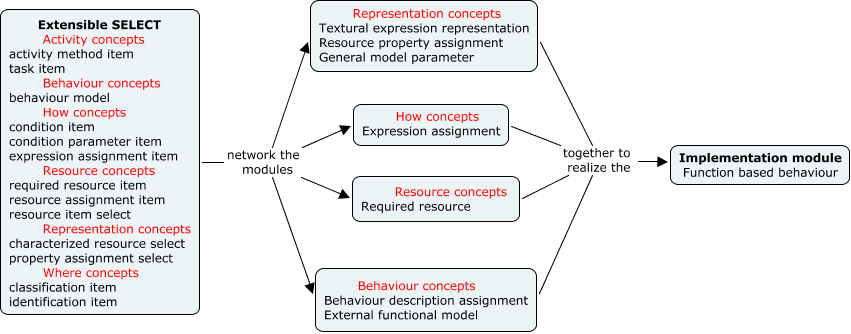 Extensible SELECT
Activity concepts
activity method item
task item
Behaviour concepts
behaviour model
How concepts
condition item
condition parameter item
expression assignment item
Resource concepts
required resource item
resource assignment item
resource item select
Representation concepts
characterized resource select
property assignment select
Where concepts
classification item
identification item
network the
modules
Representation concepts
Textural expression representation
Resource property assignment
General model parameter
How concepts
Expression assignment
Resource concepts
Required resource
Behaviour concepts
Behaviour description assignment
External functional model
together to
realize the
Implementation module
Function based behaviour